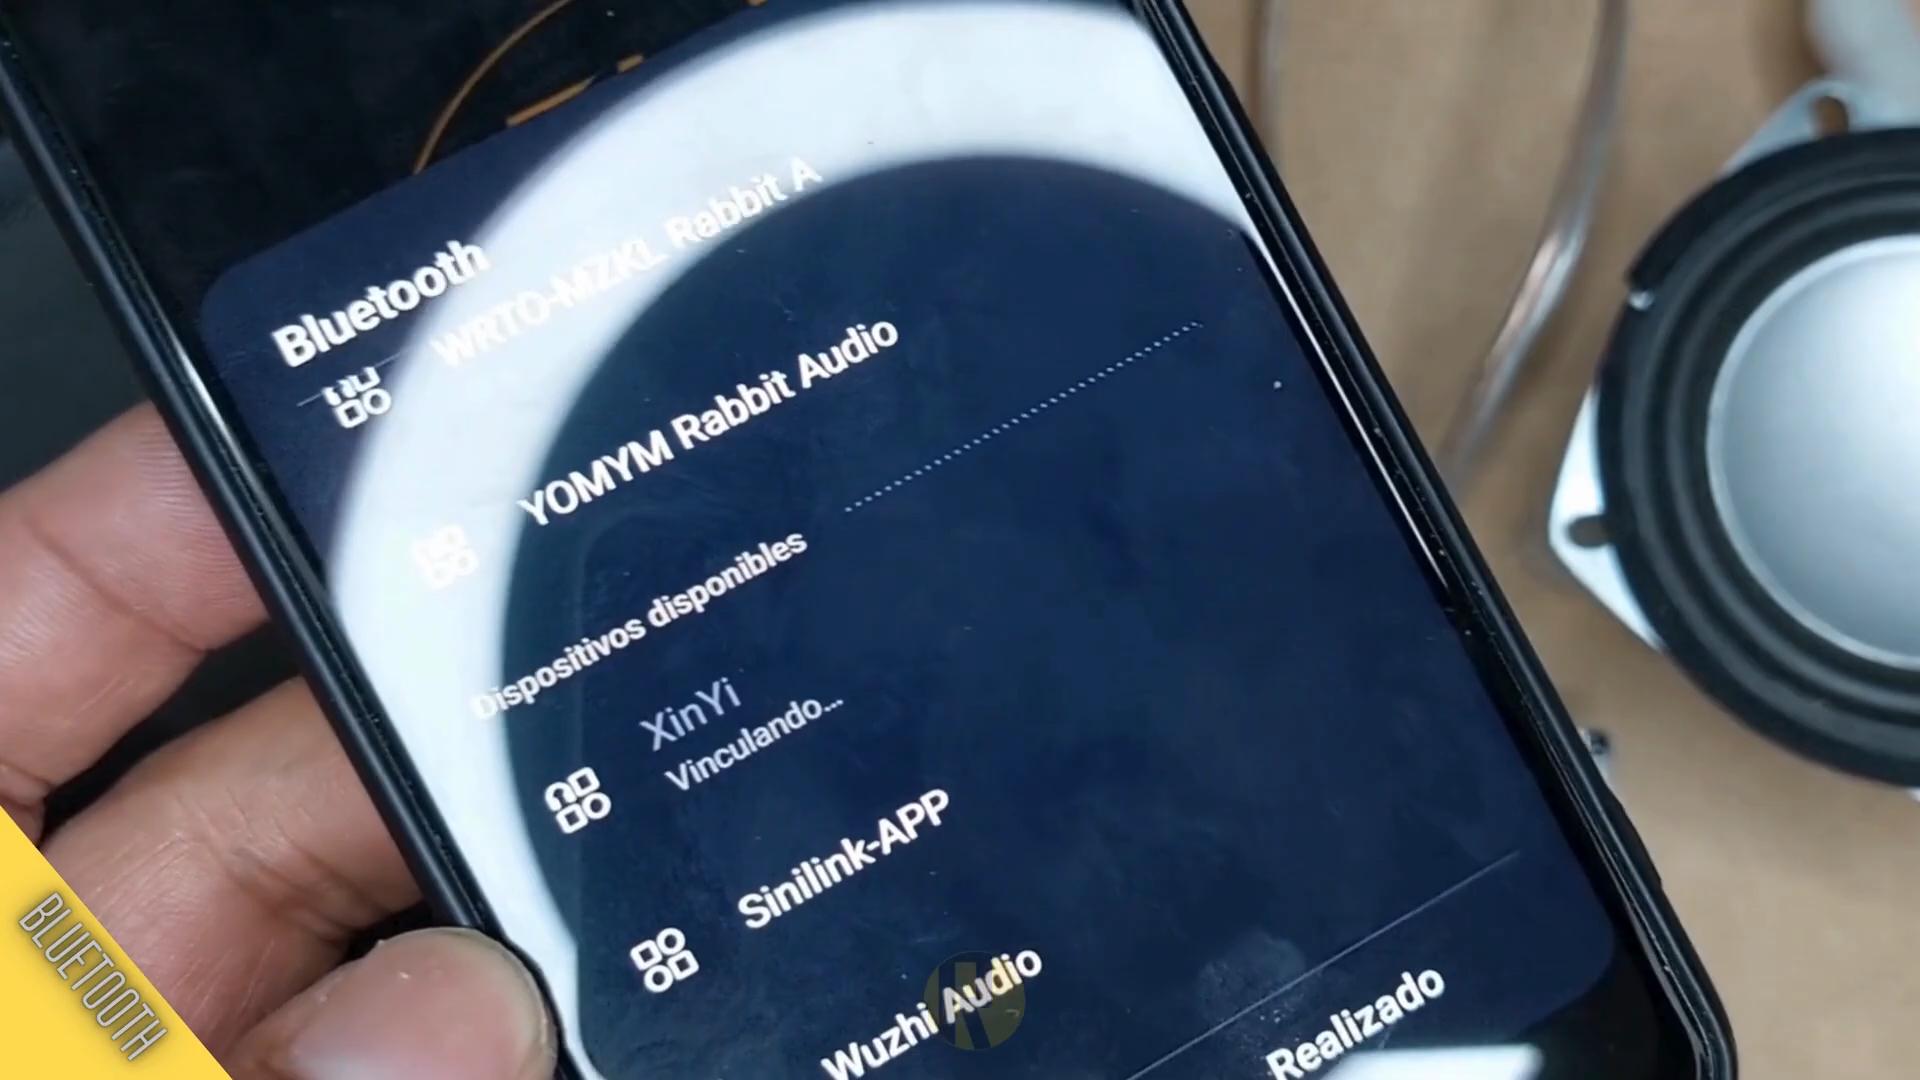 Bluetooth
WRTO-MZKL Rabbit A
YOMYM Rabbit Audio
Dispositivos disponibles
XinYi
Vinculando...
Sinilink-APP
Wuzhi Audio
Realizado
BLUETOOTH